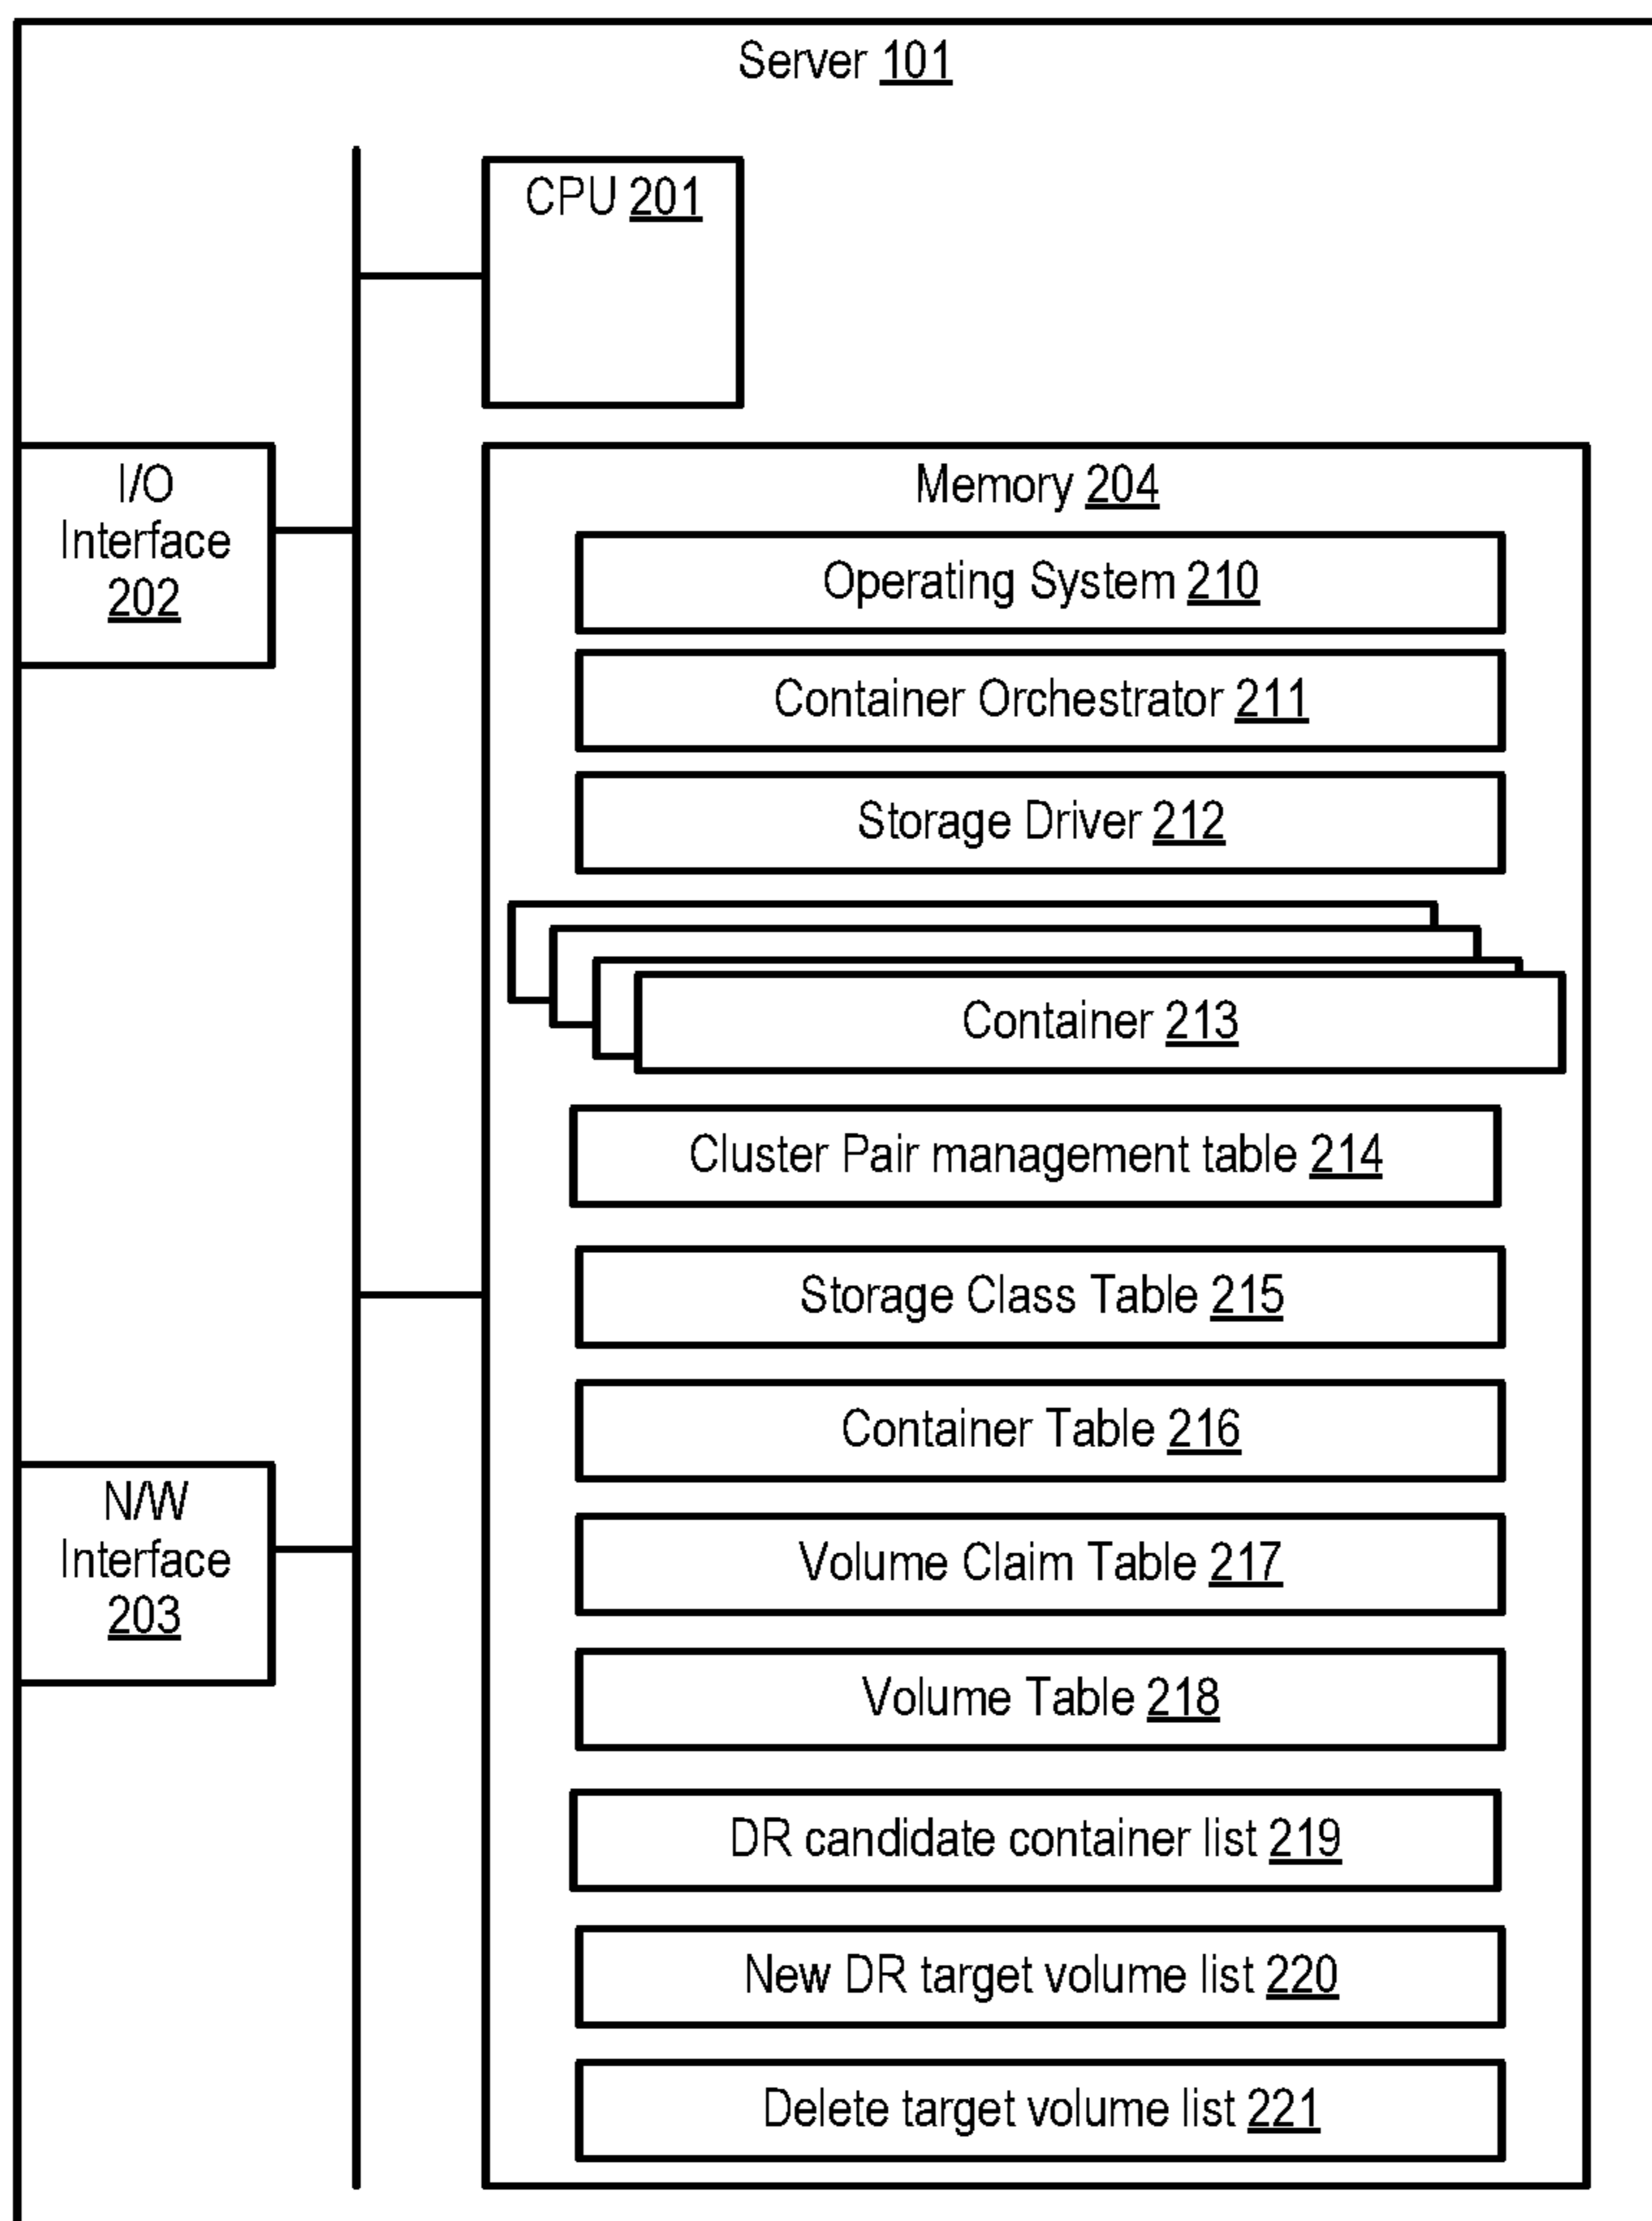 Server 101
CPU 201
I/O
Interface
202
Memory 204
Operating System 210
Container Orchestrator 211
Storage Driver 212
Container 213
Cluster Pair management table 214
Storage Class Table 215
Container Table 216
N/W
Interface
203
Volume Claim Table 217
Volume Table 218
DR candidate container list 219
New DR target volume list 220
Delete target volume list 221